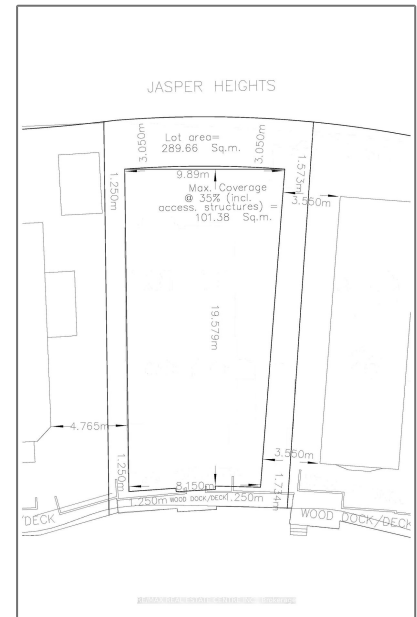 JASPER HEIGHTS
Lot area=
289.66 Sq.m.
3.050m
3.050m
9.89m
1.250m
1.573m
Max. Coverage
@ 35% (incl.
access. structures) =
101.38 Sq.m.
3.550m
19.579m
4.765m
3.550m
1.250m
8.150m
1.734m
1.250m
WOOD DOCK/DECK
1.250m
DECK
WOOD DOCK/DECK